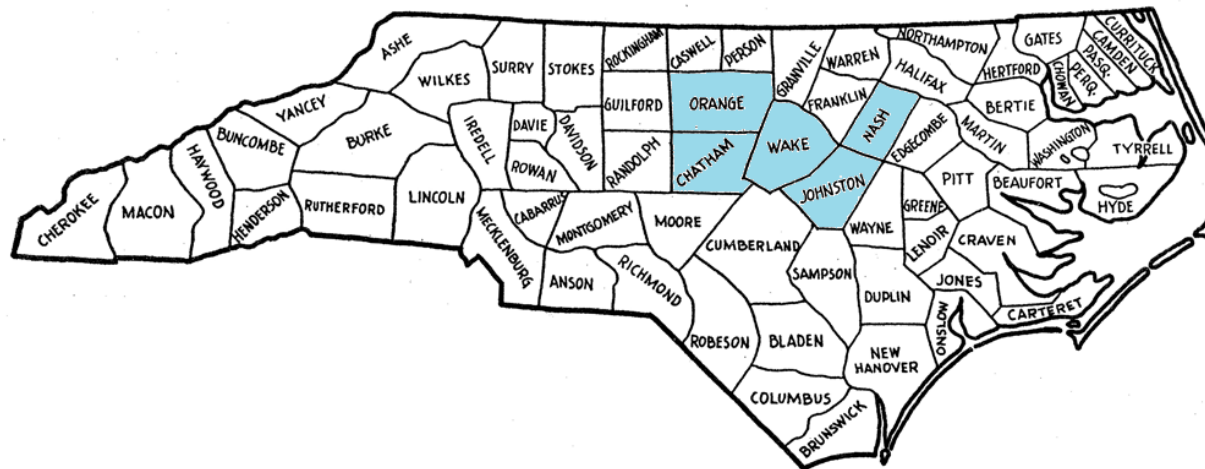 ASHE
WILKES
SURRY
STOKES
ROCKINGHAM
CASWELL
PERSON
GRANVILLE
WARREN
NORTHAMPTON
GATES
CURRITUCK
CAMDEN
PASQ.
PERQ.
CHOWAN
HERTFORD
HALIFAX
FRANKLIN
BERTIE
YANCEY
BUNCOMBE
BURKE
IREDELL
DAVIE
ROWAN
DAVIDSON
GUILFORD
RANDOLPH
ORANGE
CHATHAM
WAKE
NASH
JOHNSTON
EDGECOMBE
MARTIN
WASHINGTON
TYRRELL
HAYWOOD
CHEROKEE
MACON
HENDERSON
RUTHERFORD
LINCOLN
MECKLENBURG
CABARRUS
MONTGOMERY
MOORE
CUMBERLAND
SAMPSON
WAYNE
GREENE
LENOIR
PITT
BEAUFORT
HYDE
CRAVEN
ANSON
RICHMOND
ROBESON
BLADEN
DUPLIN
JONES
CARTERET
ONSLOW
NEW
HANOVER
COLUMBUS
BRUNSWICK